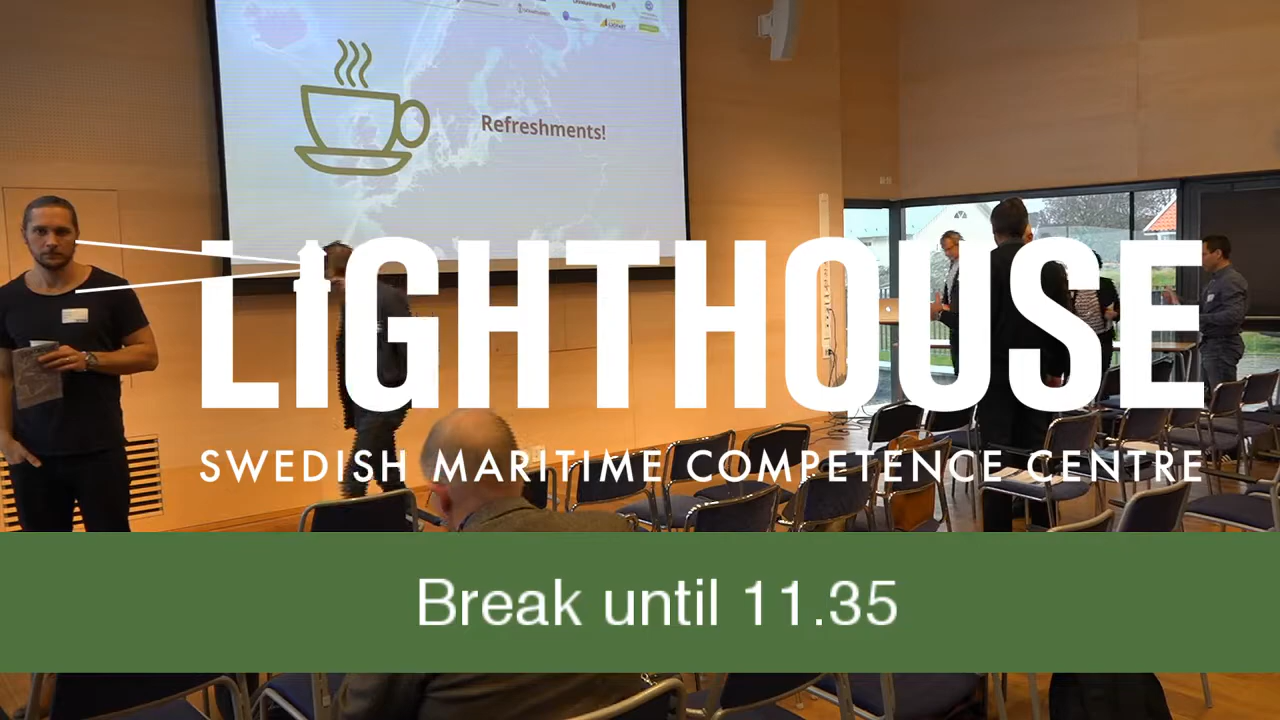 Refreshments!
LIGHTHOUSE
SWEDISH MARITIME COMPETENCE CENTRE
Break until 11.35